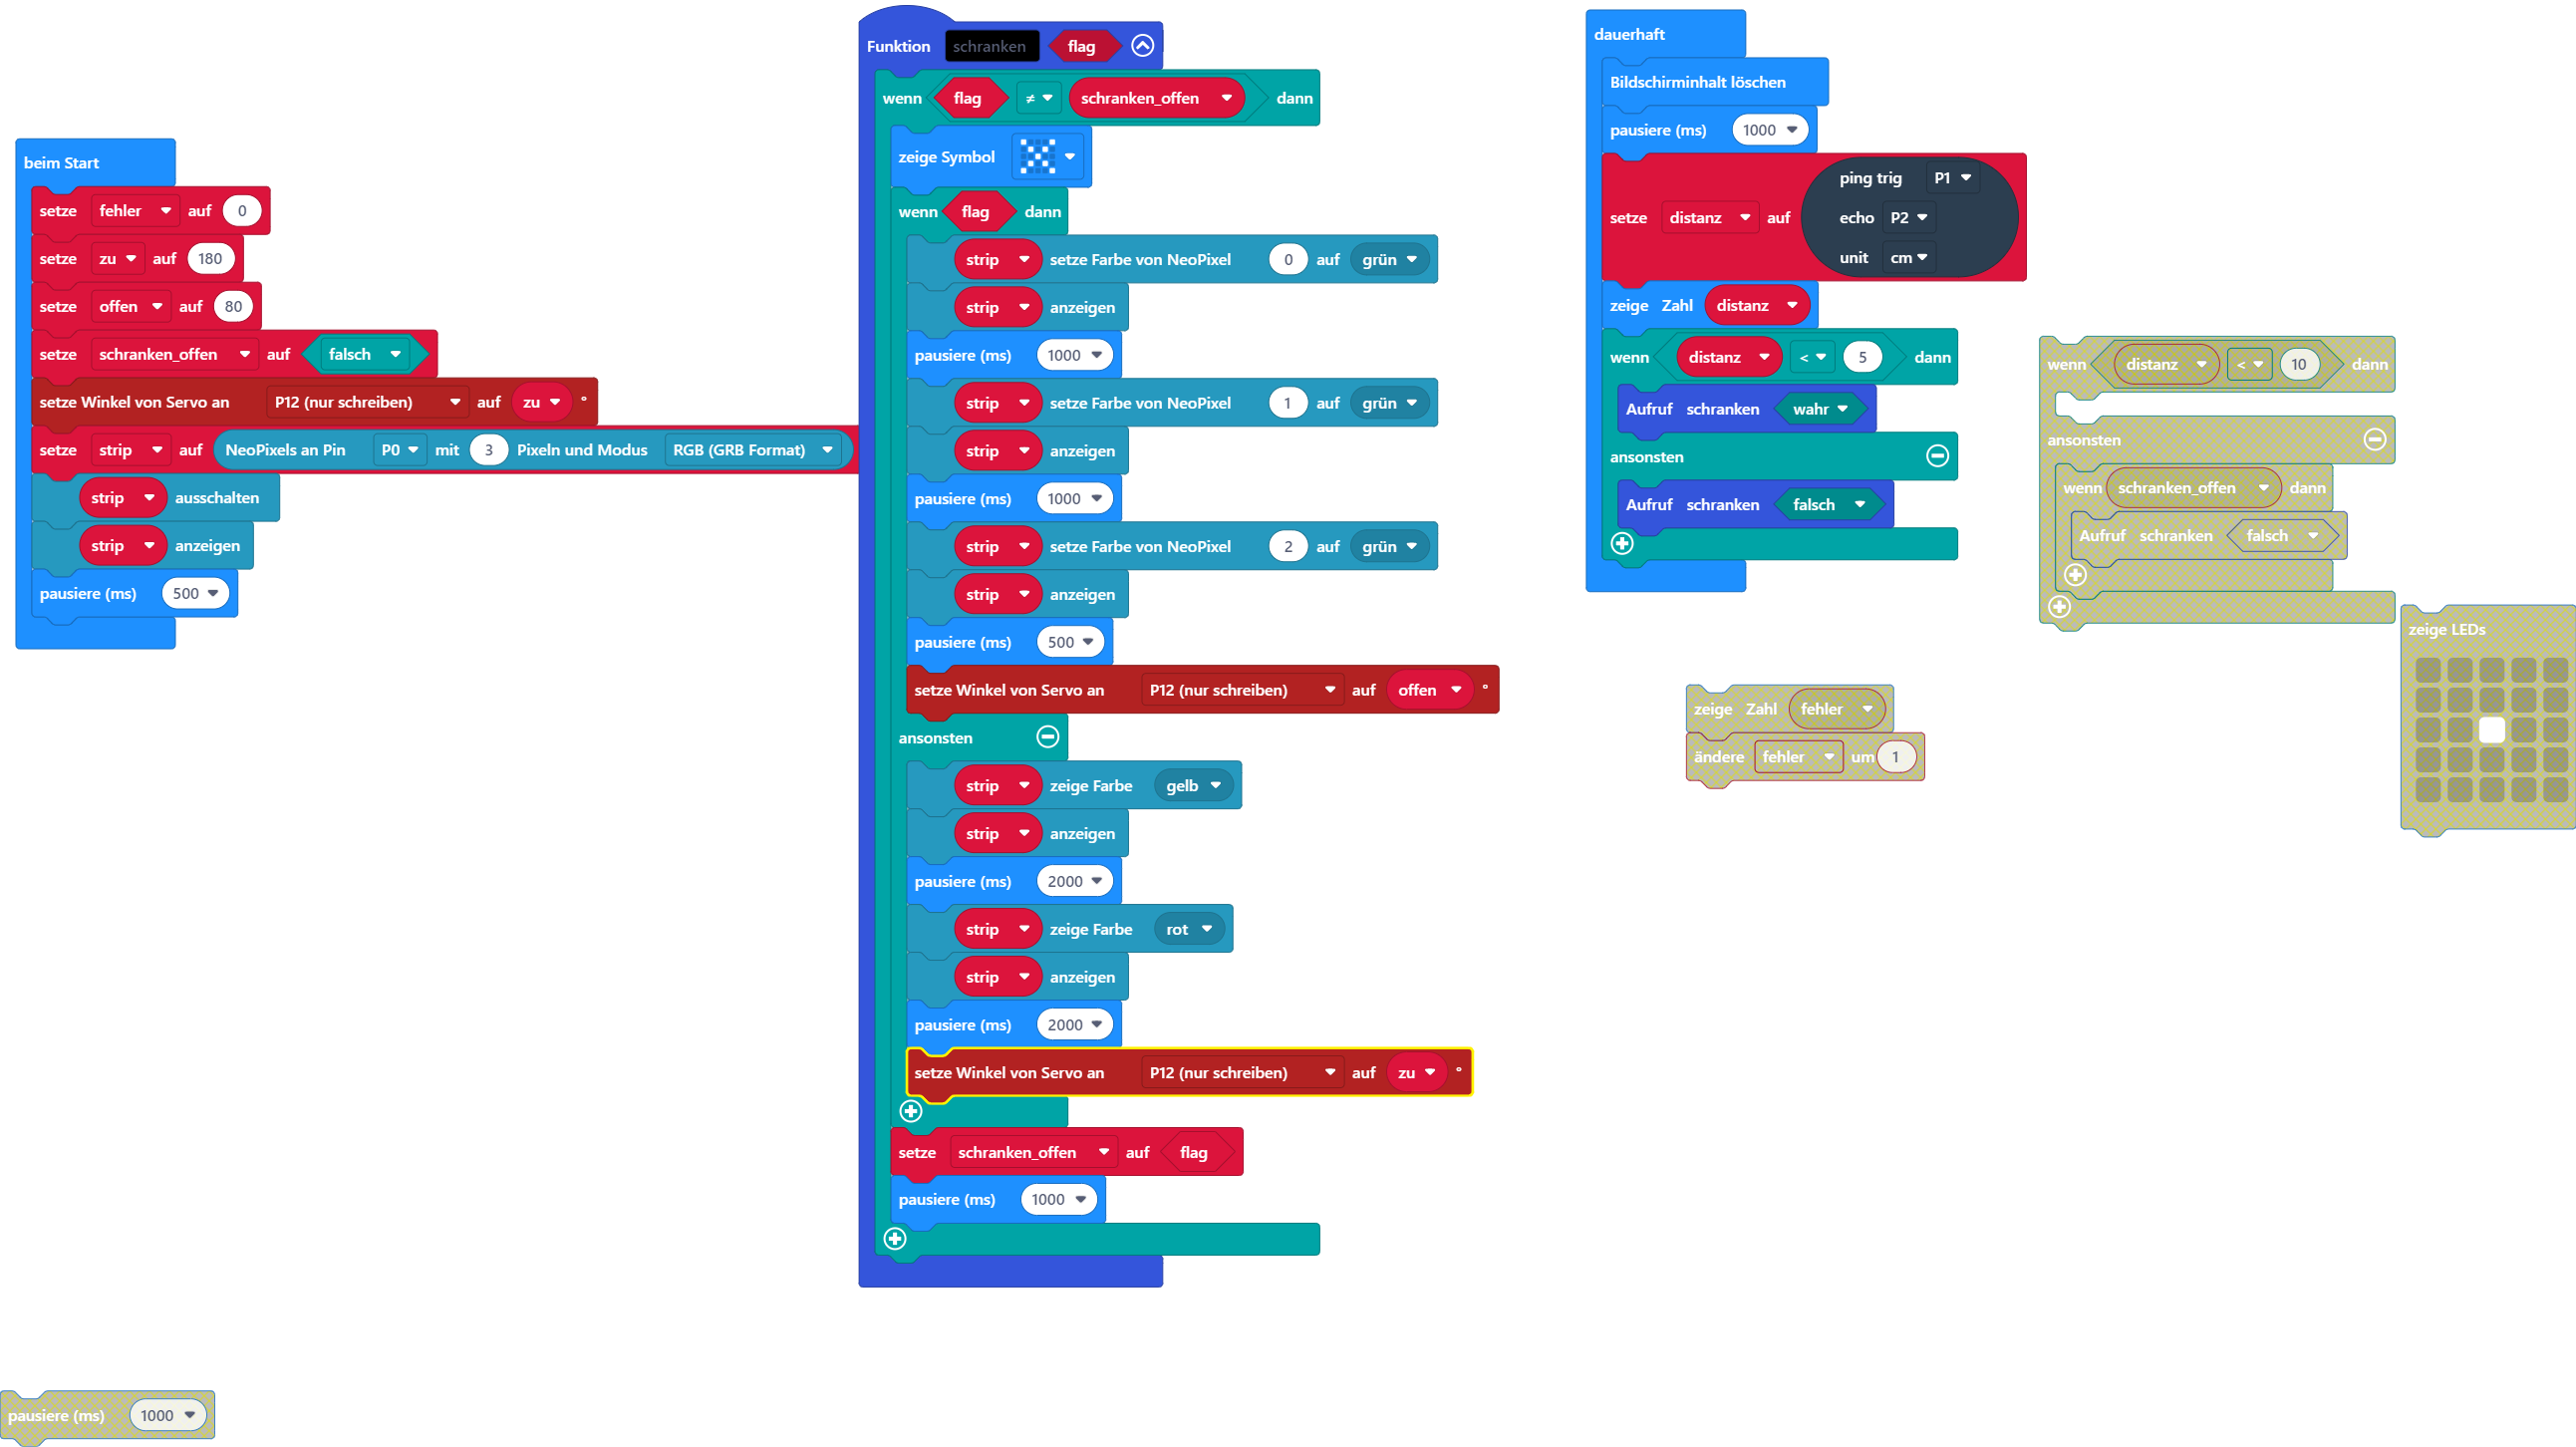 beim Start
setze fehler auf 0
setze zu auf 180
setze offen auf 80
setze schranken_offen auf falsch
setze Winkel von Servo an P12 (nur schreiben) auf zu °
setze strip auf NeoPixels an Pin P0 mit 3 Pixeln und Modus RGB (GRB Format)
strip ausschalten
strip anzeigen
pausiere (ms) 500
Funktion schranken flag
wenn flag ≠ schranken_offen dann
zeige Symbol
wenn flag dann
strip setze Farbe von NeoPixel 0 auf grün
strip anzeigen
pausiere (ms) 1000
strip setze Farbe von NeoPixel 1 auf grün
strip anzeigen
pausiere (ms) 1000
strip setze Farbe von NeoPixel 2 auf grün
strip anzeigen
pausiere (ms) 500
setze Winkel von Servo an P12 (nur schreiben) auf offen °
ansonsten
strip zeige Farbe gelb
strip anzeigen
pausiere (ms) 2000
strip zeige Farbe rot
strip anzeigen
pausiere (ms) 2000
setze Winkel von Servo an P12 (nur schreiben) auf zu °
setze schranken_offen auf flag
pausiere (ms) 1000
dauerhaft
Bildschirminhalt löschen
pausiere (ms) 1000
setze distanz auf ping trig P1
echo P2
unit cm
zeige Zahl distanz
wenn distanz < 5 dann
Aufruf schranken wahr
ansonsten
Aufruf schranken falsch
wenn distanz < 10 dann
ansonsten
wenn schranken_offen dann
Aufruf schranken falsch
zeige LEDs
zeige Zahl fehler
ändere fehler um 1
pausiere (ms) 1000